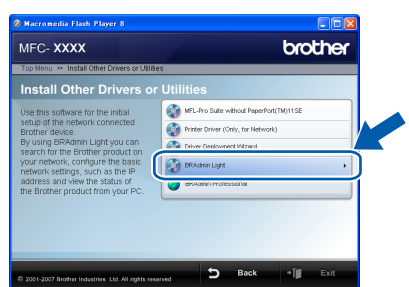 Macromedia Flash Player 8
MFC- XXXX
brother
Top Menu >> Install Other Drivers or Utilities
Install Other Drivers or Utilities
Use this software for the initial
setup of the network connected
Brother device.
By using BRAdmin Light you can
search for the Brother product on
your network, configure the basic
network settings, such as the IP
address and view the status of
the Brother product from your PC.
MFL-Pro Suite without PaperPort(TM)11SE
Printer Driver (Only, for Network)
Driver Deployment Wizard
BRAdmin Light
BRAdmin Professional
© 2001-2007 Brother Industries Ltd. All rights reserved
Back
Exit